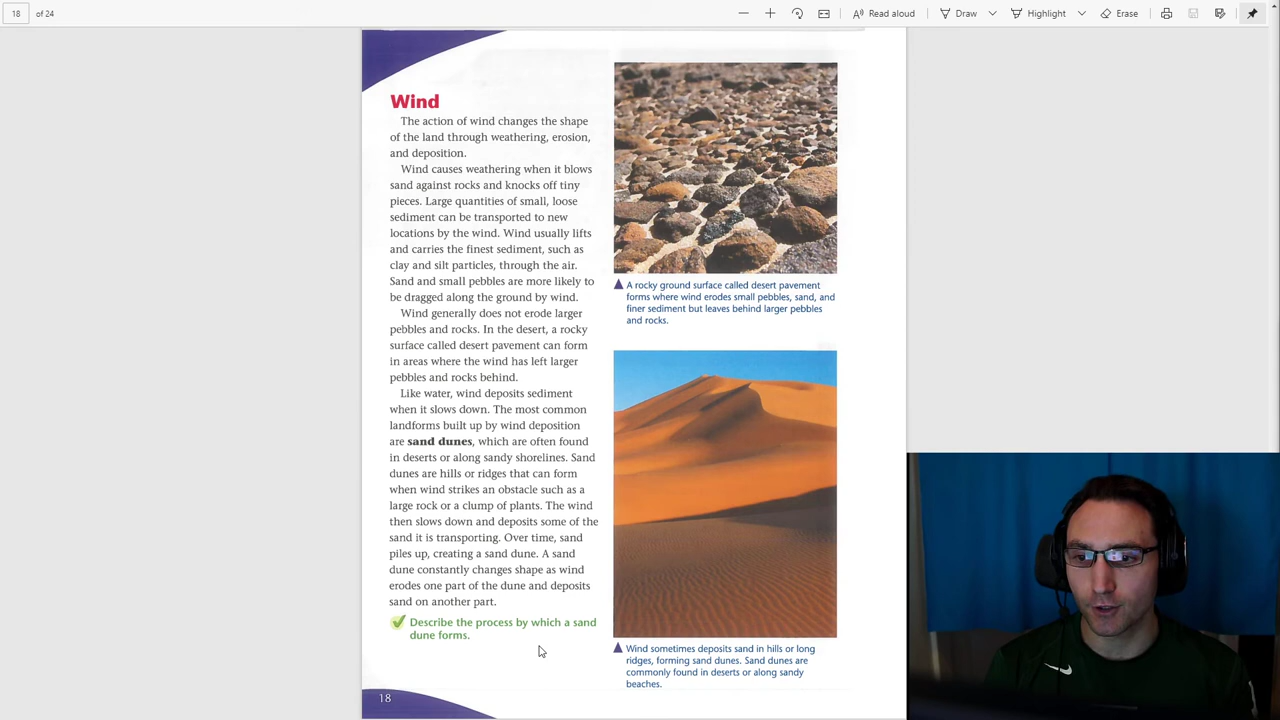 18 of 24
Read aloud
Draw
Highlight
Erase
Wind
The action of wind changes the shape
of the land through weathering, erosion,
and deposition.
Wind causes weathering when it blows
sand against rocks and knocks off tiny
pieces. Large quantities of small, loose
sediment can be transported to new
locations by the wind. Wind usually lifts
and carries the finest sediment, such as
clay and silt particles, through the air.
Sand and small pebbles are more likely to
be dragged along the ground by wind.
Wind generally does not erode larger
pebbles and rocks. In the desert, a rocky
surface called desert pavement can form
in areas where the wind has left larger
pebbles and rocks behind.
Like water, wind deposits sediment
when it slows down. The most common
landforms built up by wind deposition
are sand dunes, which are often found
in deserts or along sandy shorelines. Sand
dunes are hills or ridges that can form
when wind strikes an obstacle such as a
large rock or a clump of plants. The wind
then slows down and deposits some of the
sand it is transporting. Over time, sand
piles up, creating a sand dune. A sand
dune constantly changes shape as wind
erodes one part of the dune and deposits
sand on another part.
Describe the process by which a sand
dune forms.
A rocky ground surface called desert pavement
forms where wind erodes small pebbles, sand, and
finer sediment but leaves behind larger pebbles
and rocks.
Wind sometimes deposits sand in hills or long
ridges, forming sand dunes. Sand dunes are
commonly found in deserts or along sandy
beaches.
18